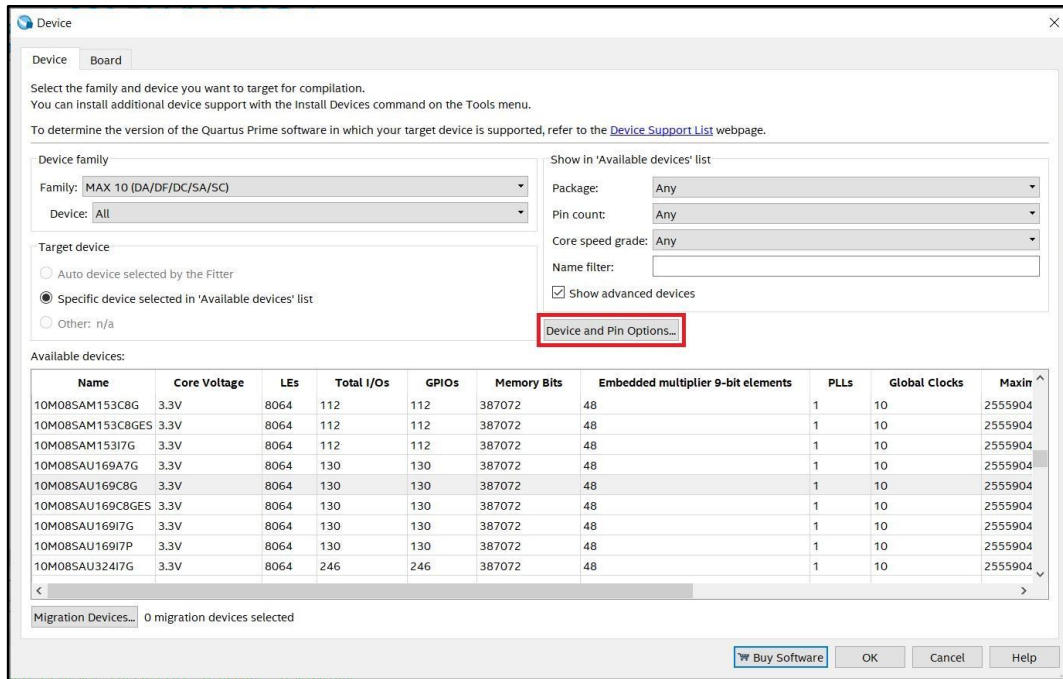 Device
Device Board
Select the family and device you want to target for compilation.
You can install additional device support with the Install Devices command on the Tools menu.
To determine the version of the Quartus Prime software in which your target device is supported, refer to the Device Support List webpage.
Device family
Family: MAX 10 (DA/DF/DC/SA/SC)
Device: All
Target device
Auto device selected by the Fitter
Specific device selected in 'Available devices' list
Other: n/a
Show in 'Available devices' list
Package: Any
Pin count: Any
Core speed grade: Any
Name filter:
Show advanced devices
Device and Pin Options...
Available devices:
Name Core Voltage LEs Total I/Os GPIOs Memory Bits Embedded multiplier 9-bit elements PLLs Global Clocks Maxim
10M08SAM153C8G 3.3V 8064 112 112 387072 48 1 10 2555904
10M08SAM153C8GES 3.3V 8064 112 112 387072 48 1 10 2555904
10M08SAM153I7G 3.3V 8064 112 112 387072 48 1 10 2555904
10M08SAU169A7G 3.3V 8064 130 130 387072 48 1 10 2555904
10M08SAU169C8G 3.3V 8064 130 130 387072 48 1 10 2555904
10M08SAU169C8GES 3.3V 8064 130 130 387072 48 1 10 2555904
10M08SAU169I7G 3.3V 8064 130 130 387072 48 1 10 2555904
10M08SAU169I7P 3.3V 8064 130 130 387072 48 1 10 2555904
10M08SAU324I7G 3.3V 8064 246 246 387072 48 1 10 2555904
Migration Devices... 0 migration devices selected
Buy Software OK Cancel Help